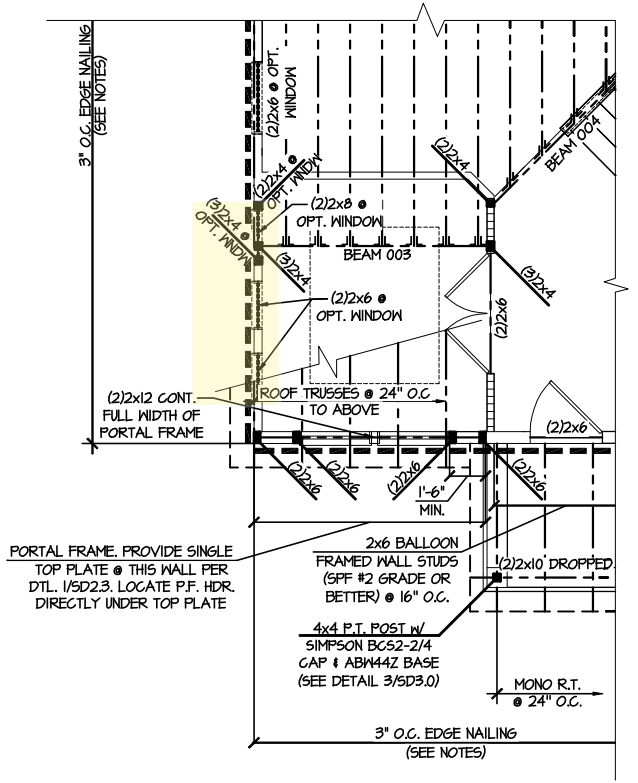 3" O.C. EDGE NAILING
(SEE NOTES)
(2)2x6 @ OPT.
WINDOW
(2)2x4 @
OPT. WNDW
(2)2x4
BEAM 004
(3)2x4 @
OPT. WNDW
(2)2x8 @
OPT. WINDOW
BEAM 003
(3)2x4
(3)2x4
(2)2x6 @
OPT. WINDOW
(2)2x6
(2)2x12 CONT.
FULL WIDTH OF
PORTAL FRAME
ROOF TRUSSES @ 24" O.C
TO ABOVE
(2)2x6
(2)2x6
(2)2x6
(2)2x6
(2)2x6
1'-6"
MIN.
PORTAL FRAME. PROVIDE SINGLE
TOP PLATE @ THIS WALL PER
DTL. 1/SD2.3. LOCATE P.F. HDR.
DIRECTLY UNDER TOP PLATE
2x6 BALLOON
FRAMED WALL STUDS
(SPF #2 GRADE OR
BETTER) @ 16" O.C.
(2)2x10 DROPPED
4x4 P.T. POST W/
SIMPSON BCS2-2/4
CAP & ABW44Z BASE
(SEE DETAIL 3/SD3.0)
MONO R.T.
@ 24" O.C.
3" O.C. EDGE NAILING
(SEE NOTES)